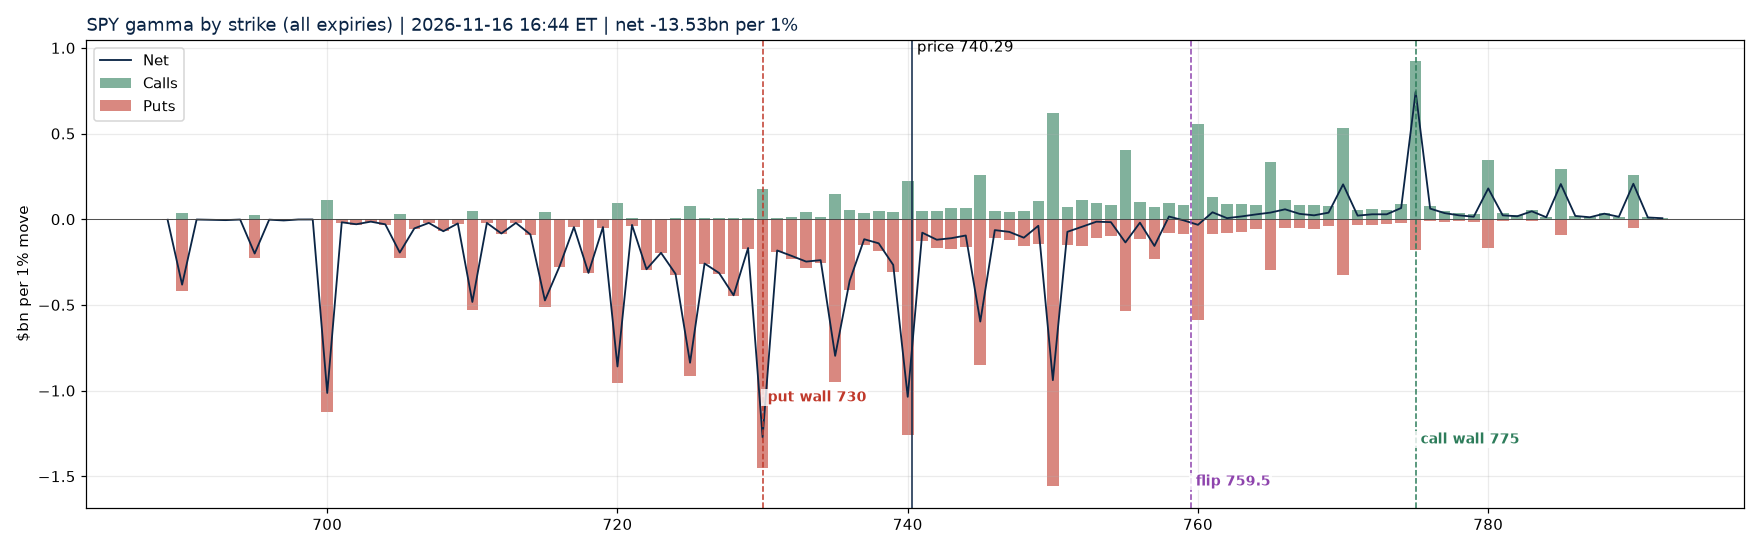 SPY gamma by strike (all expiries) | 2026-11-16 16:44 ET | net -13.53bn per 1%
price 740.29
Net
Calls
Puts
1.0
0.5
0.0
−0.5
−1.0
−1.5
$bn per 1% move
put wall 730
call wall 775
flip 759.5
700
720
740
760
780